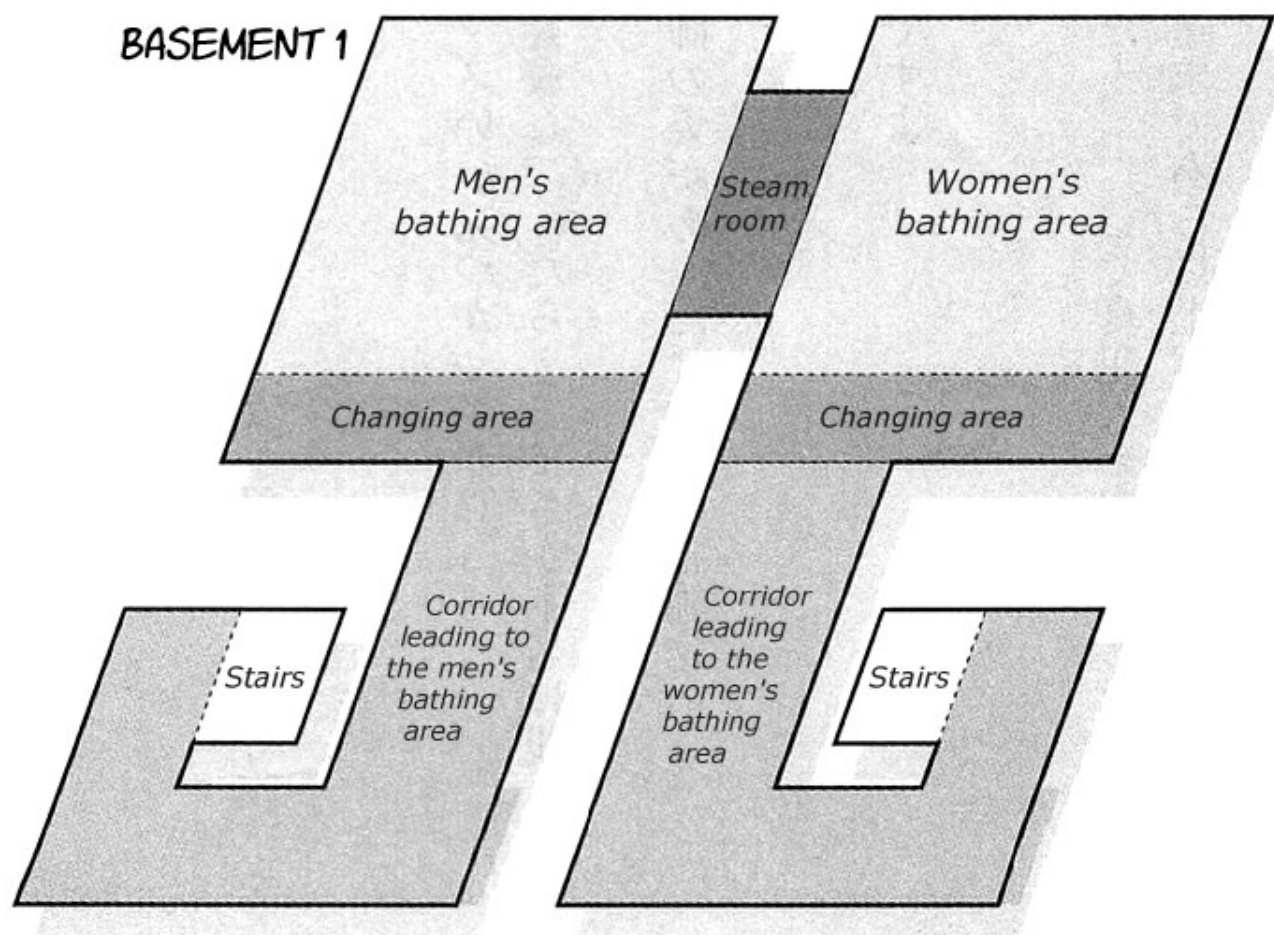 BASEMENT 1
Men's
bathing area
Steam
room
Women's
bathing area
Changing area
Changing area
Corridor
leading to
the men's
bathing
area
Corridor
leading
to the
women's
bathing
area
Stairs
Stairs